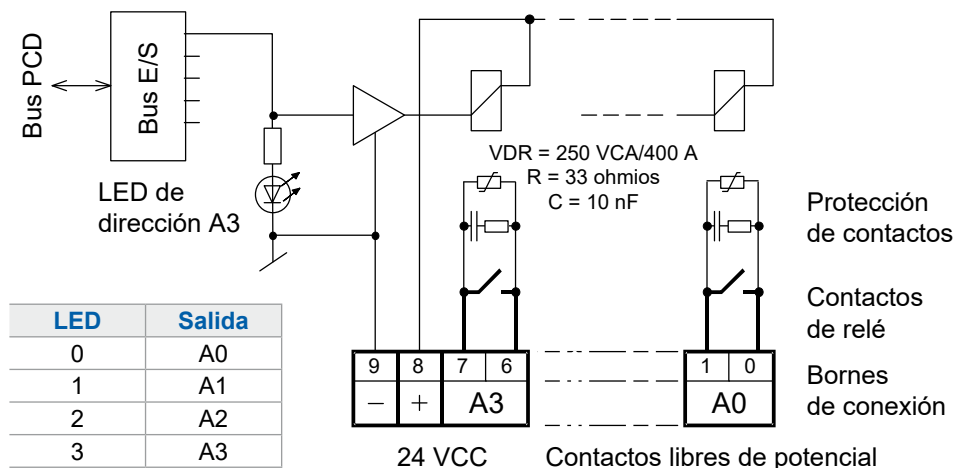 Bus PCD
Bus E/S
LED de
dirección A3
VDR = 250 VCA/400 A
R = 33 ohmios
C = 10 nF
Protección
de contactos
Contactos
de relé
Bornes
de conexión
LED Salida
0 A0
1 A1
2 A2
3 A3
9 8 7 6 1 0
− + A3 A0
24 VCC Contactos libres de potencial